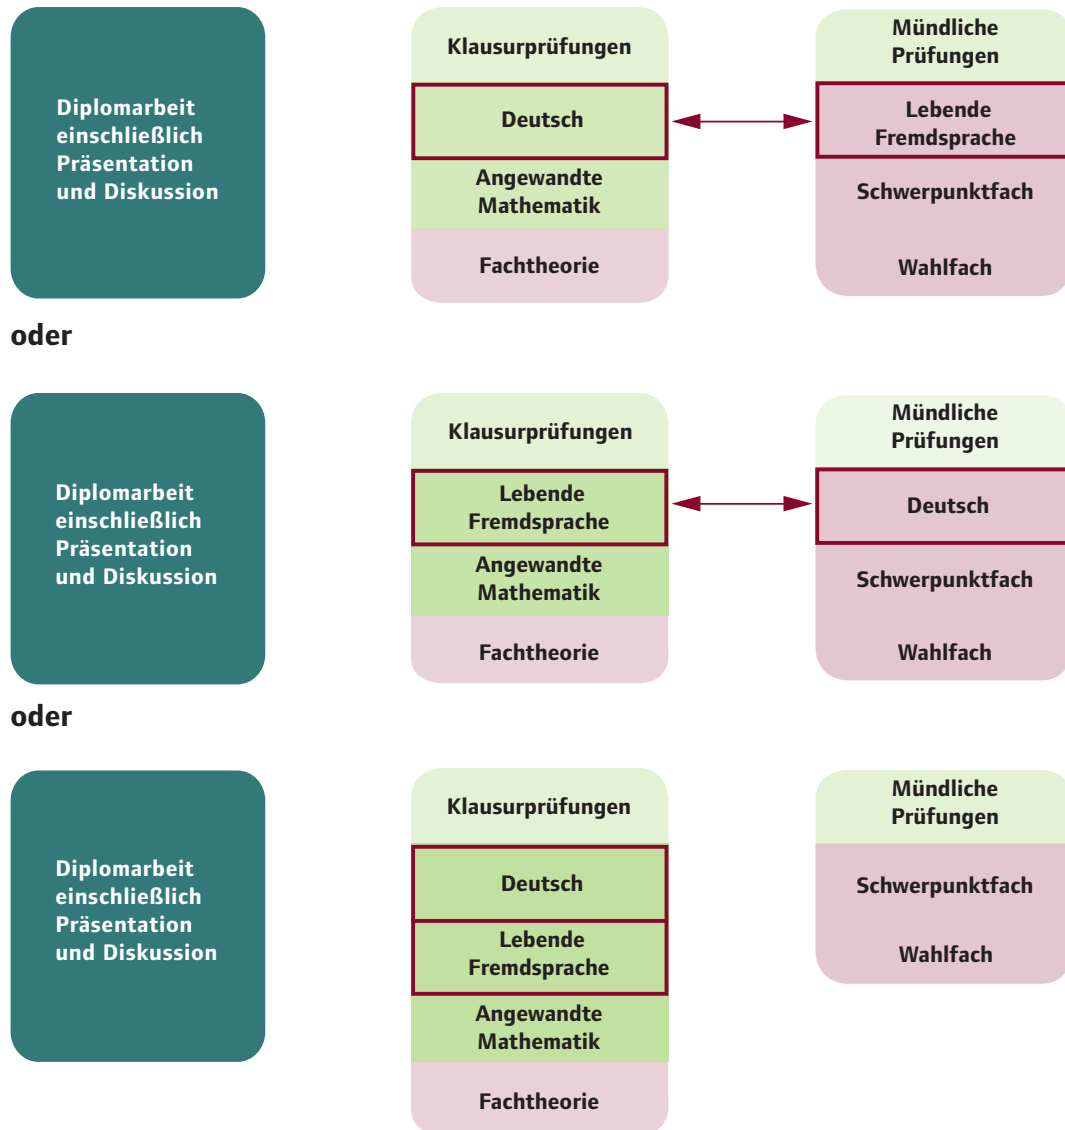 Diplomarbeit
einschließlich
Präsentation
und Diskussion
Klausurprüfungen
Deutsch
Angewandte
Mathematik
Fachtheorie
Mündliche
Prüfungen
Lebende
Fremdsprache
Schwerpunktfach
Wahlfach
oder
Diplomarbeit
einschließlich
Präsentation
und Diskussion
Klausurprüfungen
Lebende
Fremdsprache
Angewandte
Mathematik
Fachtheorie
Mündliche
Prüfungen
Deutsch
Schwerpunktfach
Wahlfach
oder
Diplomarbeit
einschließlich
Präsentation
und Diskussion
Klausurprüfungen
Deutsch
Lebende
Fremdsprache
Angewandte
Mathematik
Fachtheorie
Mündliche
Prüfungen
Schwerpunktfach
Wahlfach